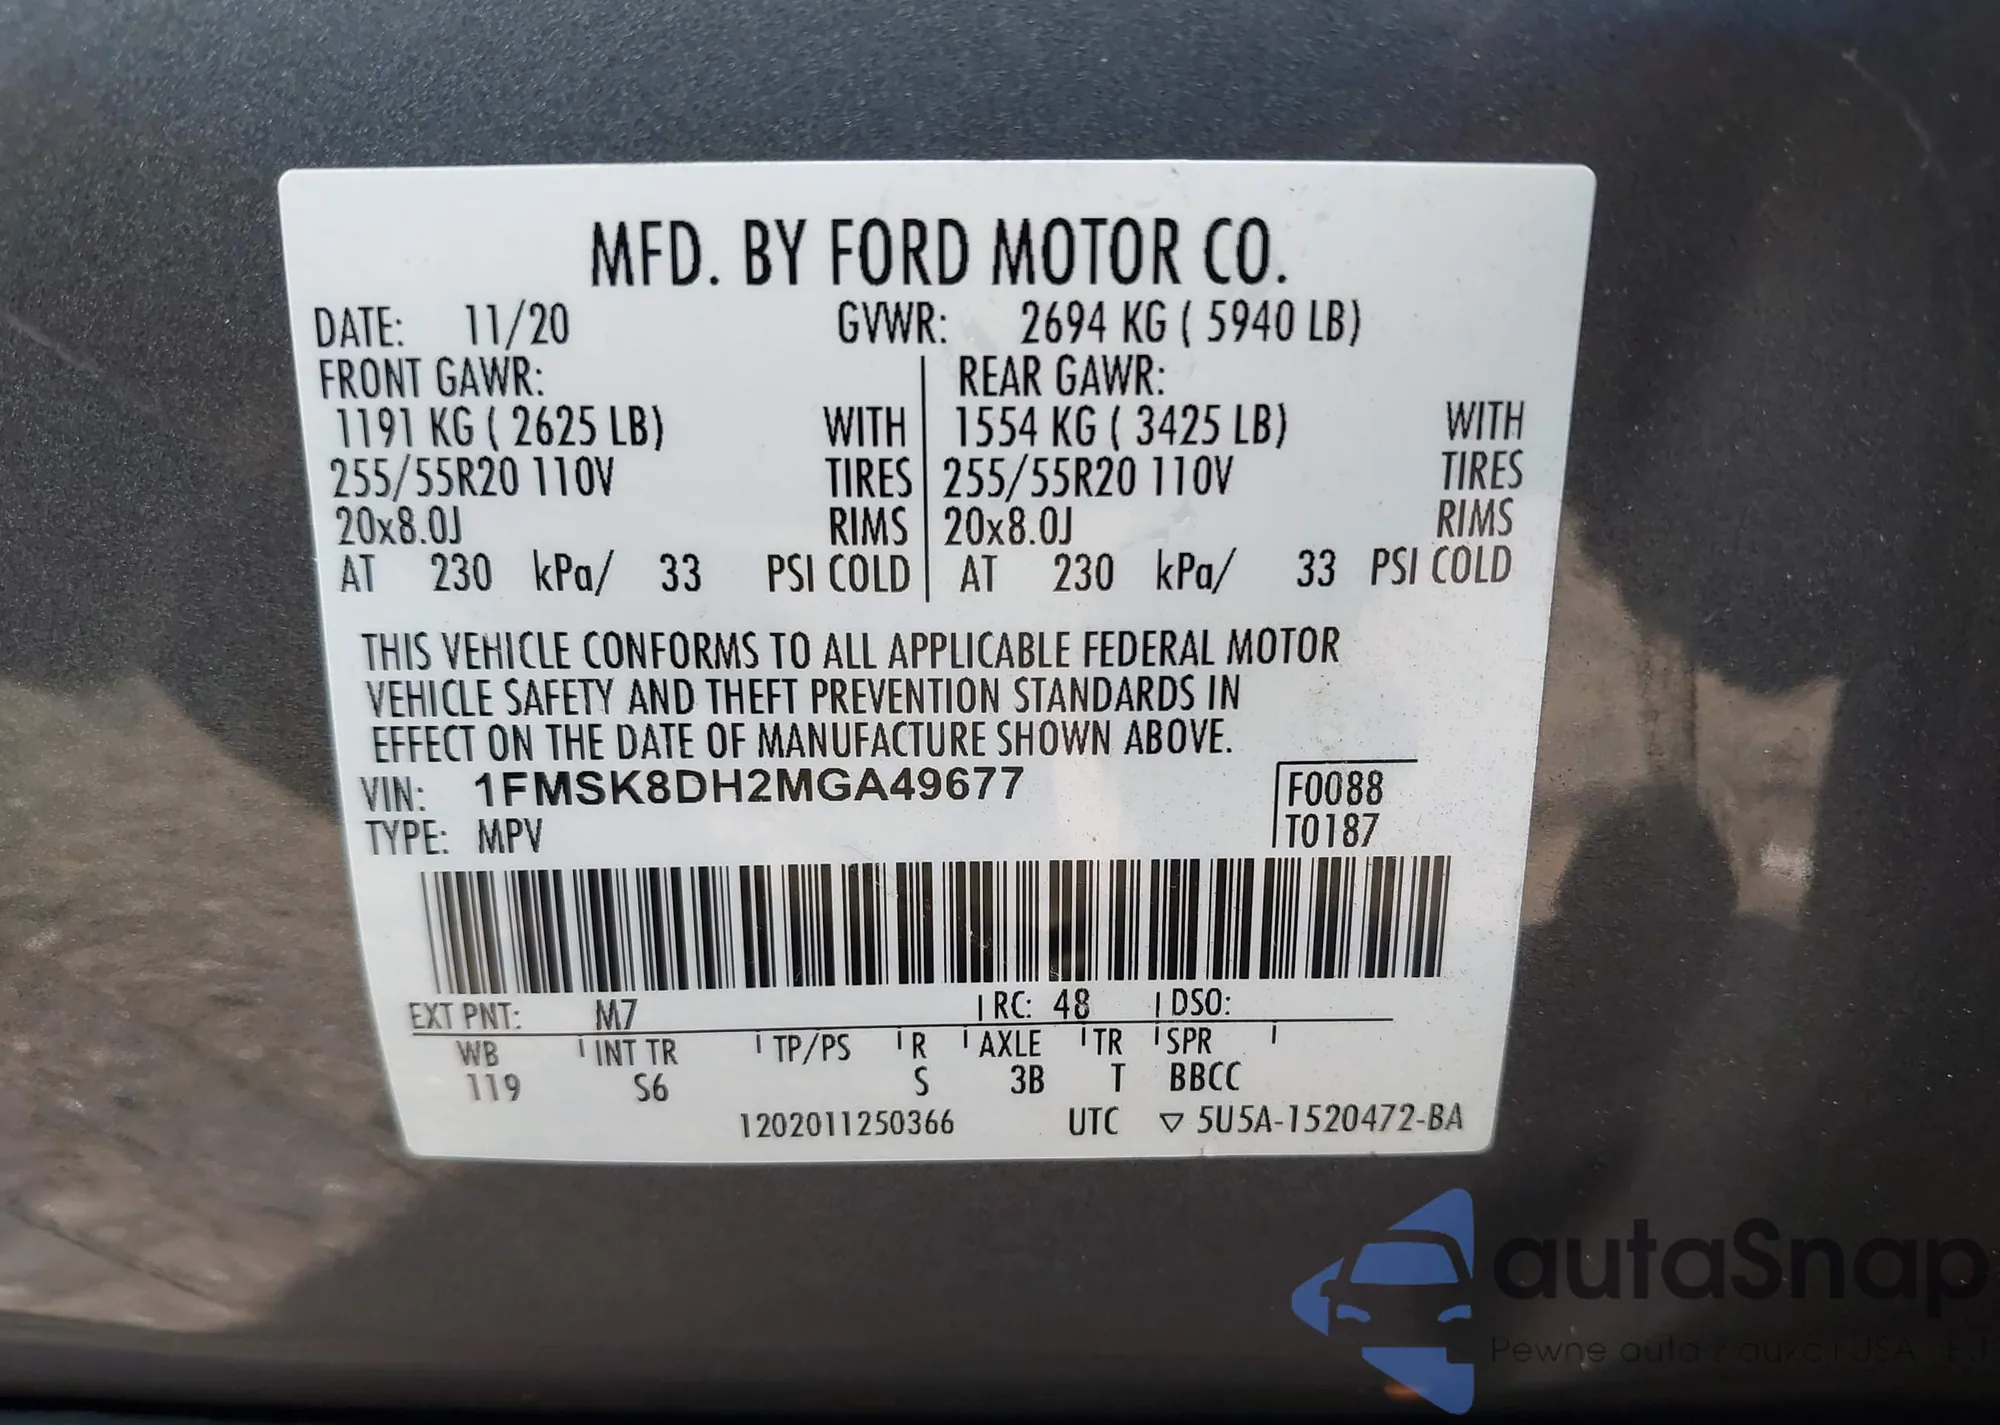 MFD. BY FORD MOTOR CO.
DATE: 11/20 GVWR: 2694 KG ( 5940 LB)
FRONT GAWR: REAR GAWR:
1191 KG ( 2625 LB) WITH 1554 KG ( 3425 LB) WITH
255/55R20 110V TIRES 255/55R20 110V TIRES
20x8.0J RIMS 20x8.0J RIMS
AT 230 kPa/ 33 PSI COLD AT 230 kPa/ 33 PSI COLD
THIS VEHICLE CONFORMS TO ALL APPLICABLE FEDERAL MOTOR
VEHICLE SAFETY AND THEFT PREVENTION STANDARDS IN
EFFECT ON THE DATE OF MANUFACTURE SHOWN ABOVE.
VIN: 1FMSK8DH2MGA49677 F0088
TYPE: MPV T0187
EXT PNT: M7 RC: 48 DSO:
WB INT TR TP/PS R AXLE TR SPR
119 S6 S 3B T BBCC
1202011250366 UTC ▽ 5U5A-1520472-BA
autaSnap
Pewne auta z aukcji USA